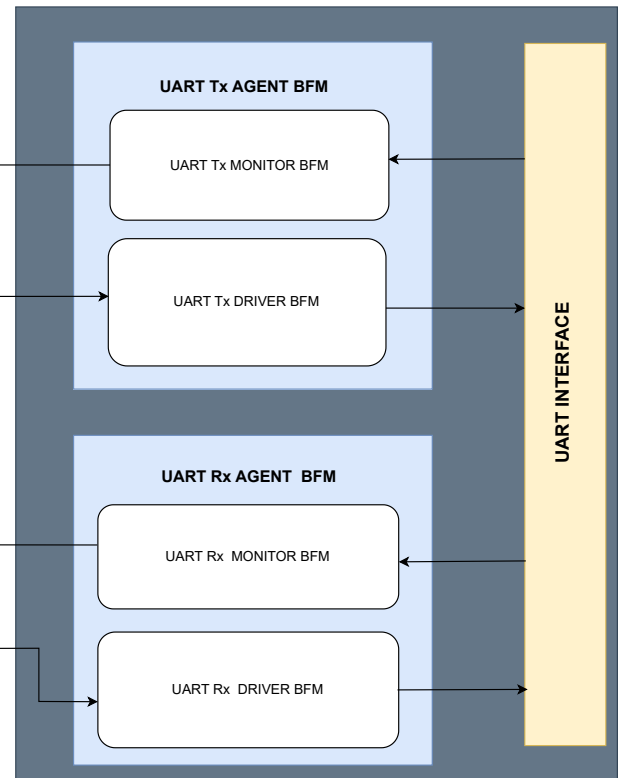 UART Tx AGENT BFM
UART Tx MONITOR BFM
UART Tx DRIVER BFM
UART Rx AGENT BFM
UART Rx MONITOR BFM
UART Rx DRIVER BFM
UART INTERFACE